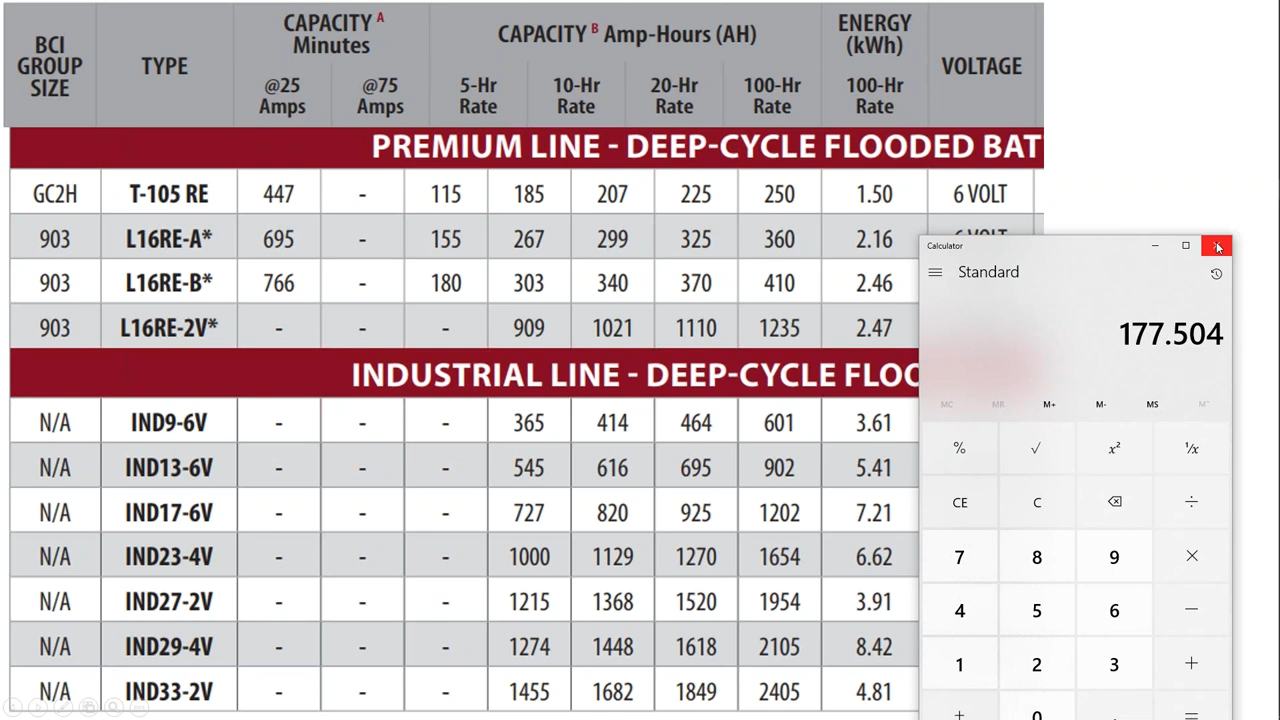 BCI GROUP SIZE TYPE CAPACITY A Minutes CAPACITY B Amp-Hours (AH) ENERGY (kWh) VOLTAGE
@25 Amps @75 Amps 5-Hr Rate 10-Hr Rate 20-Hr Rate 100-Hr Rate 100-Hr Rate
PREMIUM LINE - DEEP-CYCLE FLOODED BAT
GC2H T-105 RE 447 - 115 185 207 225 250 1.50 6 VOLT
903 L16RE-A* 695 - 155 267 299 325 360 2.16 6 VOLT
903 L16RE-B* 766 - 180 303 340 370 410 2.46
903 L16RE-2V* - - - 909 1021 1110 1235 2.47
INDUSTRIAL LINE - DEEP-CYCLE FLOO
N/A IND9-6V - - - 365 414 464 601 3.61
N/A IND13-6V - - - 545 616 695 902 5.41
N/A IND17-6V - - - 727 820 925 1202 7.21
N/A IND23-4V - - - 1000 1129 1270 1654 6.62
N/A IND27-2V - - - 1215 1368 1520 1954 3.91
N/A IND29-4V - - - 1274 1448 1618 2105 8.42
N/A IND33-2V - - - 1455 1682 1849 2405 4.81
Calculator
Standard
177.504
MC MR M+ M- MS M˅
% √ x² ¹/x
CE C ⌫ ÷
7 8 9 ×
4 5 6 −
1 2 3 +
± 0 . =